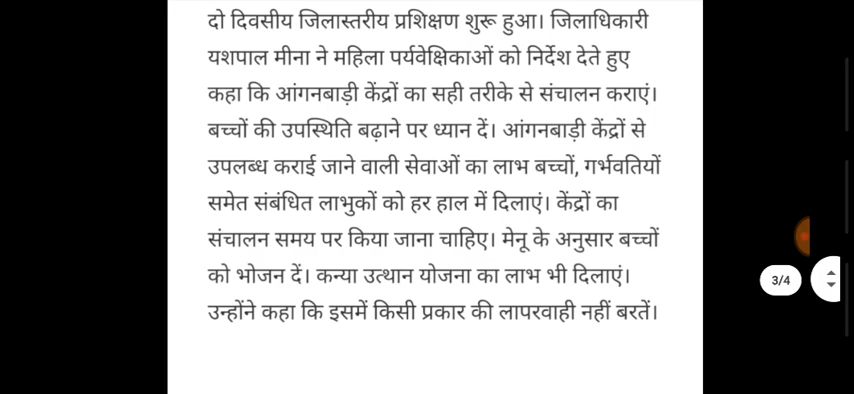 दो दिवसीय जिलास्तरीय प्रशिक्षण शुरू हुआ। जिलाधिकारी
यशपाल मीना ने महिला पर्यवेक्षिकाओं को निर्देश देते हुए
कहा कि आंगनबाड़ी केंद्रों का सही तरीके से संचालन कराएं।
बच्चों की उपस्थिति बढ़ाने पर ध्यान दें। आंगनबाड़ी केंद्रों से
उपलब्ध कराई जाने वाली सेवाओं का लाभ बच्चों, गर्भवतियों
समेत संबंधित लाभुकों को हर हाल में दिलाएं। केंद्रों का
संचालन समय पर किया जाना चाहिए। मेनू के अनुसार बच्चों
को भोजन दें। कन्या उत्थान योजना का लाभ भी दिलाएं।
3/4
उन्होंने कहा कि इसमें किसी प्रकार की लापरवाही नहीं बरतें।